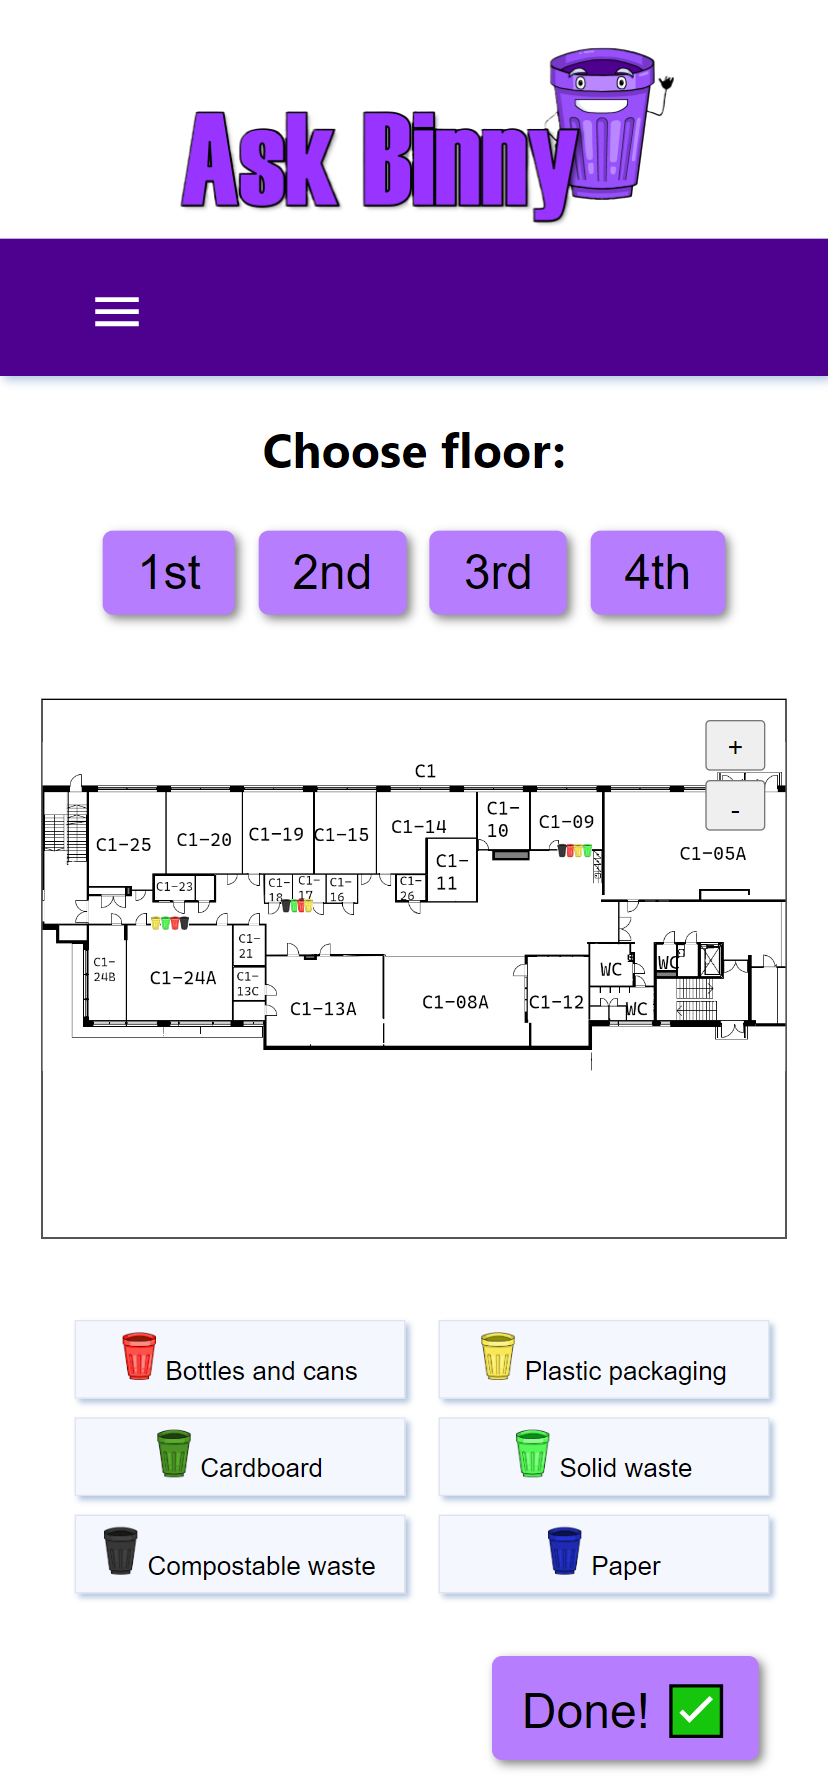 Ask Binny
Choose floor:
1st 2nd 3rd 4th
+
-
C1
C1-25
C1-20
C1-19
C1-15
C1-14
C1-
10
C1-09
C1-05A
C1-
11
C1-23
C1-
18
C1-
17
C1-
16
C1-
26
C1-
24B
C1-24A
C1-
21
C1-
13C
C1-13A
C1-08A
C1-12
WC
WC
WC
Bottles and cans
Plastic packaging
Cardboard
Solid waste
Compostable waste
Paper
Done!